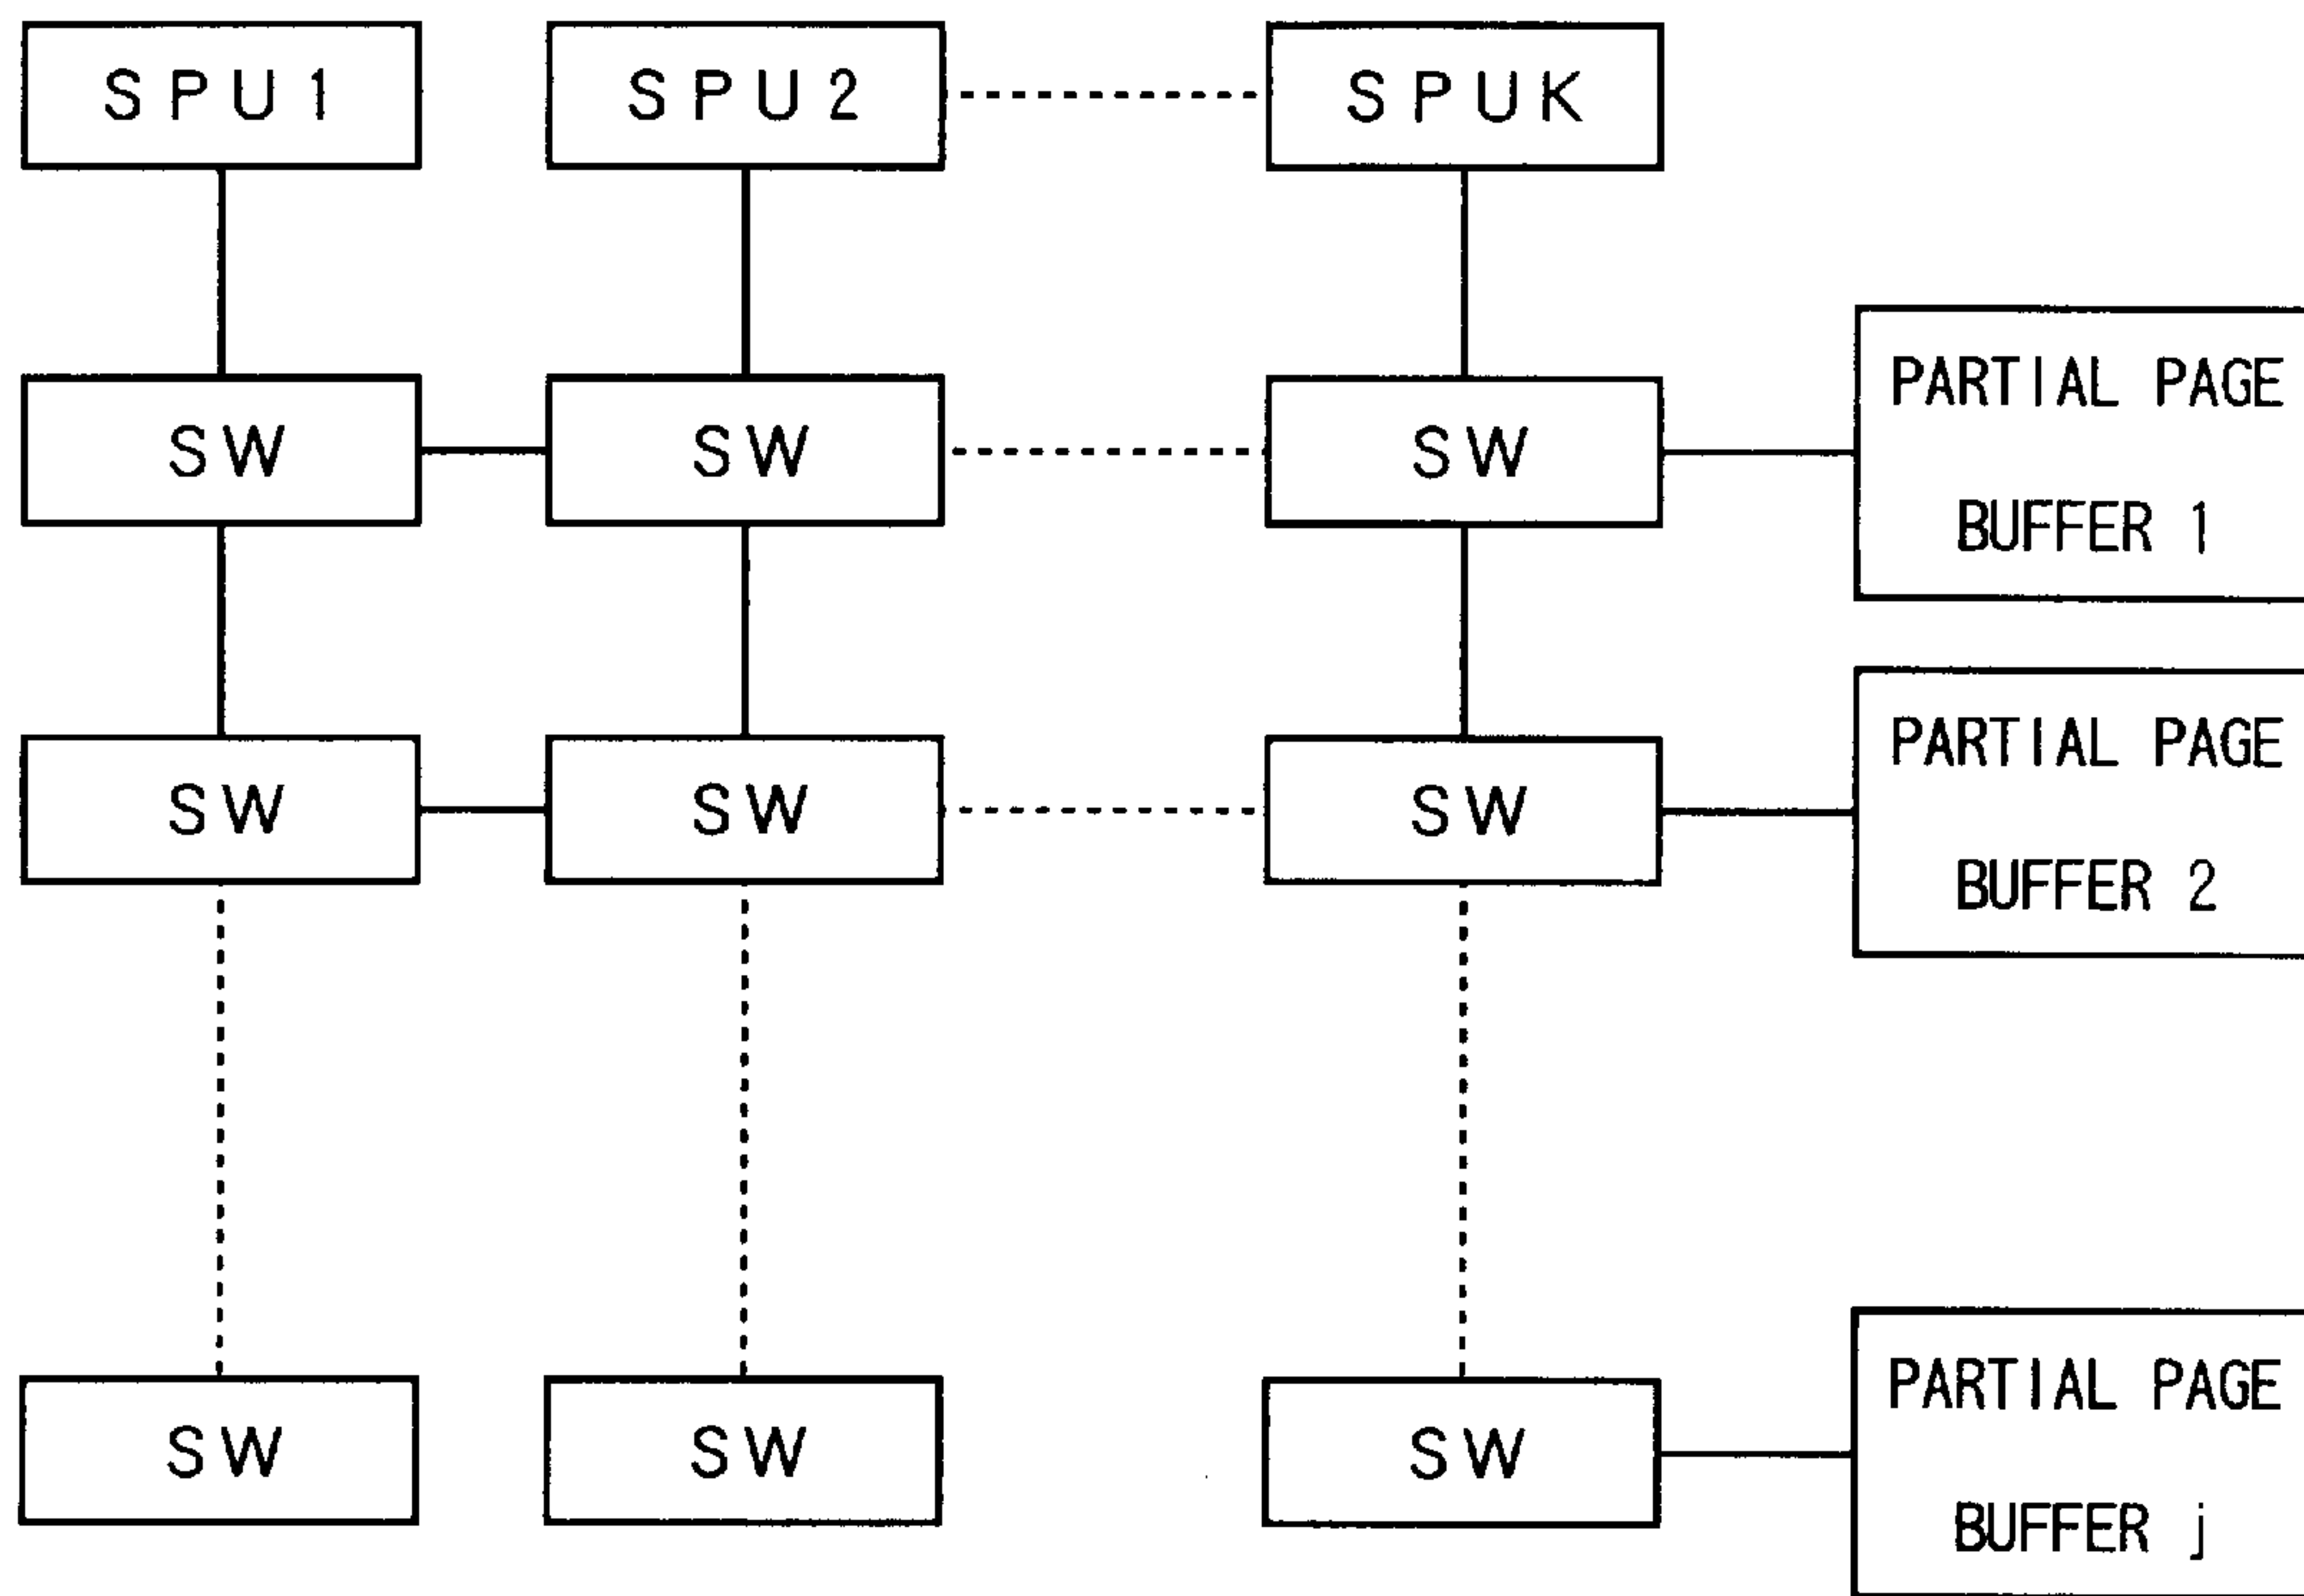 SPU1 SPU2 SPUK
SW SW SW
PARTIAL PAGE
BUFFER 1
SW SW SW
PARTIAL PAGE
BUFFER 2
SW SW SW
PARTIAL PAGE
BUFFER j